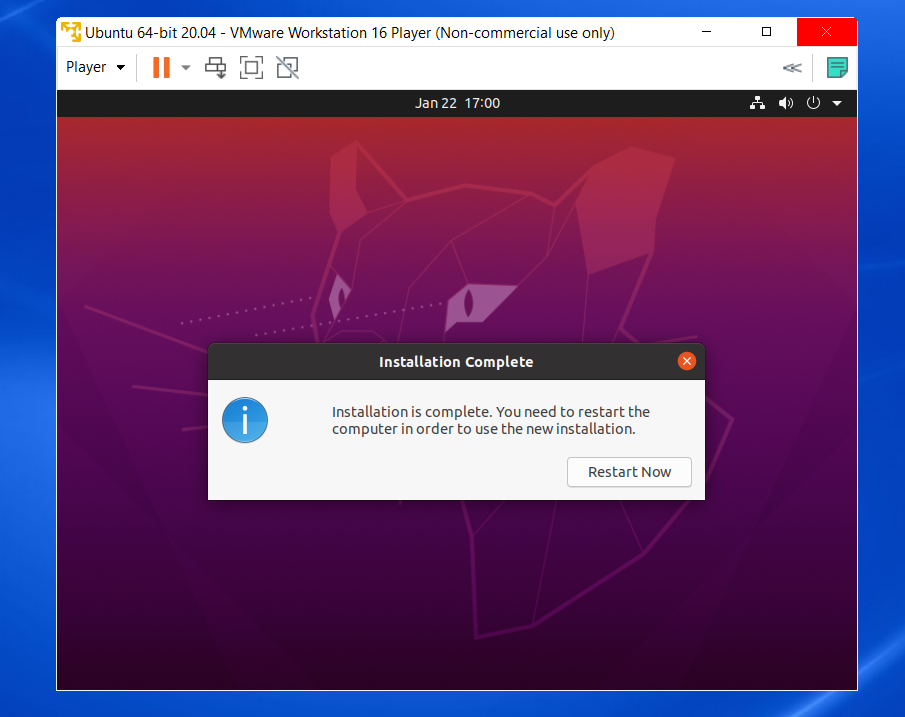 Ubuntu 64-bit 20.04 - VMware Workstation 16 Player (Non-commercial use only)
Player
Jan 22 17:00
Installation Complete
Installation is complete. You need to restart the
computer in order to use the new installation.
Restart Now